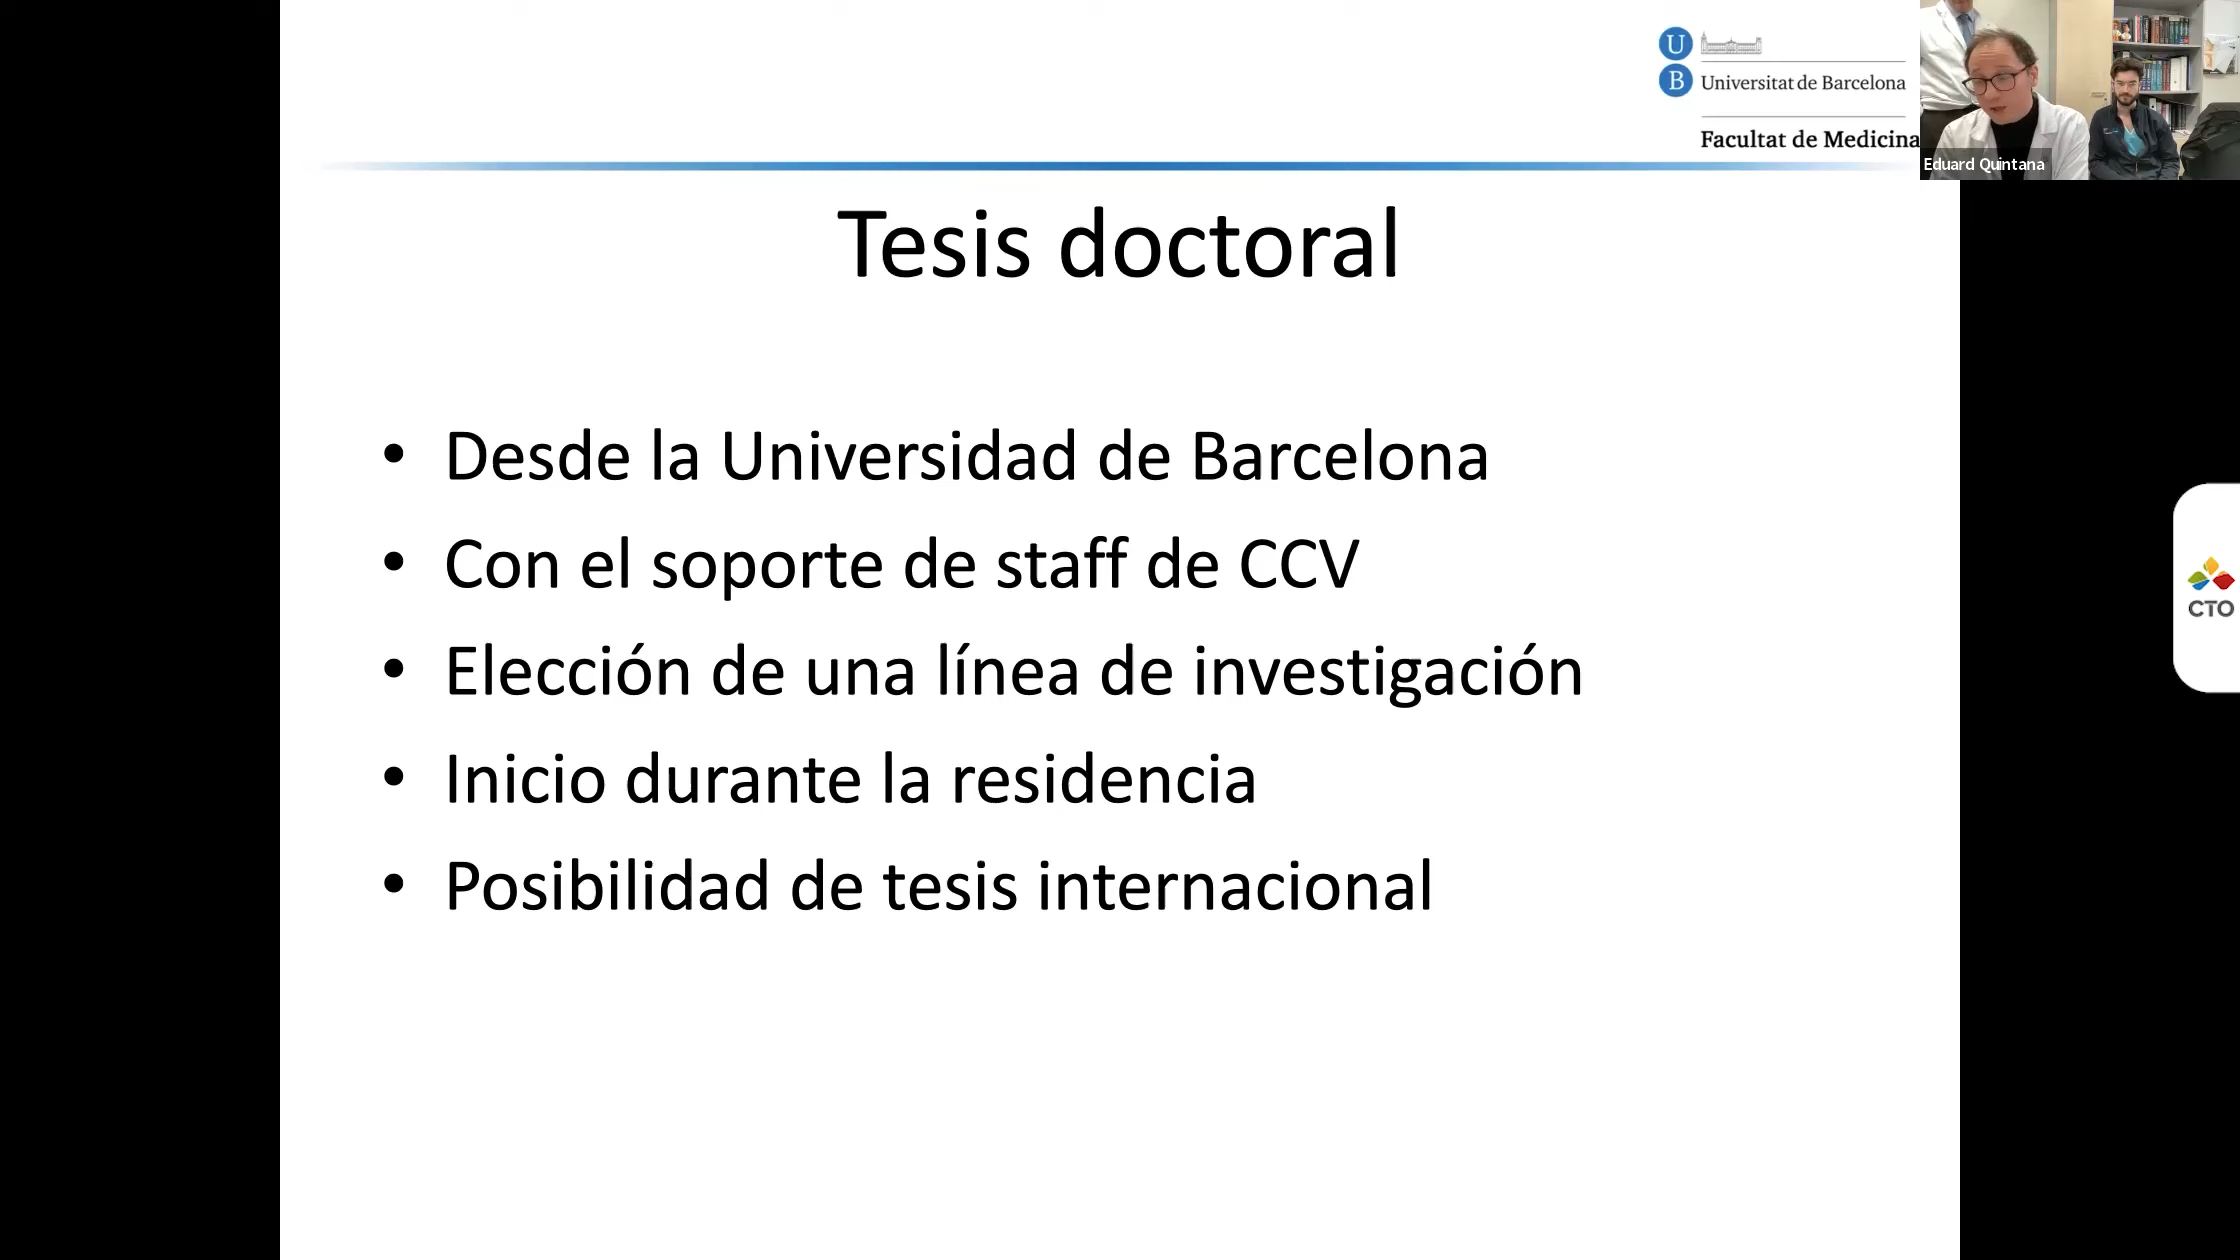 U
B
Universitat de Barcelona
Facultat de Medicina
Eduard Quintana
Tesis doctoral
• Desde la Universidad de Barcelona
• Con el soporte de staff de CCV
• Elección de una línea de investigación
• Inicio durante la residencia
• Posibilidad de tesis internacional
CTO